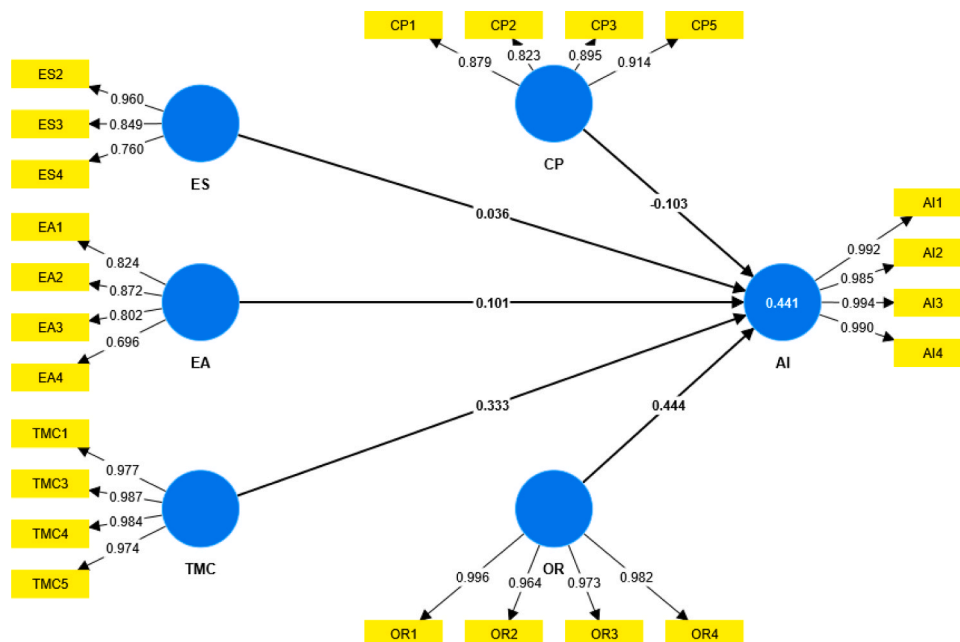 CP1 CP2 CP3 CP5
0.879 0.823 0.895 0.914
CP
ES2
ES3
ES4
0.960
0.849
0.760
ES
EA1
EA2
EA3
EA4
0.824
0.872
0.802
0.696
EA
TMC1
TMC3
TMC4
TMC5
0.977
0.987
0.984
0.974
TMC
-0.103
0.036
0.101
0.333
0.444
0.441
AI
0.992
0.985
0.994
0.990
AI1
AI2
AI3
AI4
OR
0.996 0.964 0.973 0.982
OR1 OR2 OR3 OR4